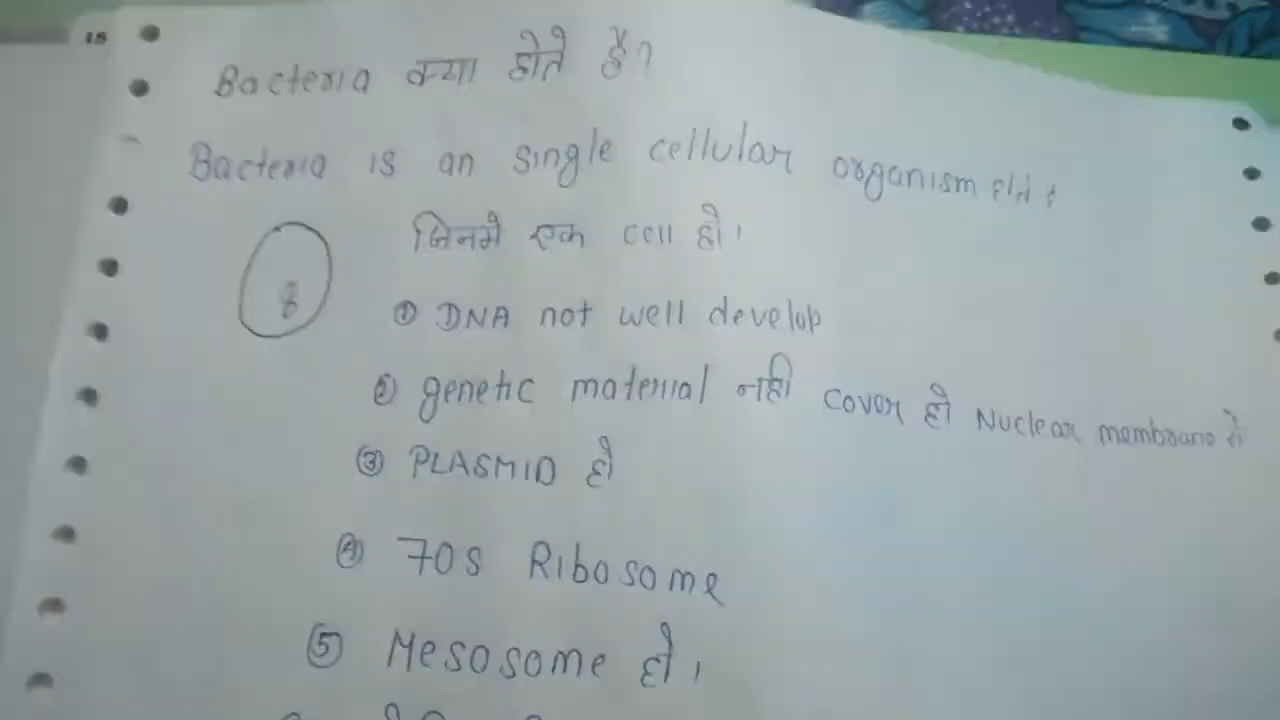 18
Bacteria क्या होते है?
Bacteria is an single cellular organism होते है
जिनमे एक cell हो।
8
① DNA not well develop
② genetic material नही cover हो Nuclear membrane से
③ PLASMID हो
④ 70s Ribosome
⑤ Mesosome हो।